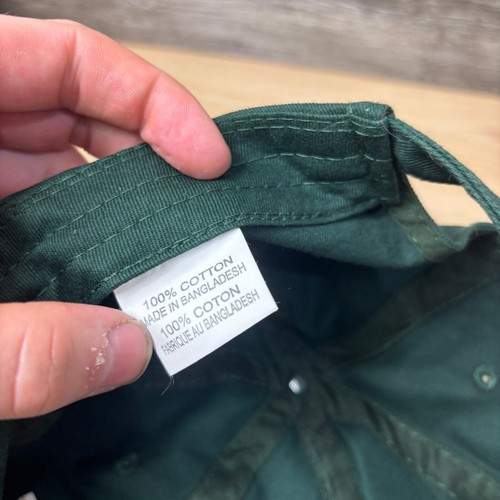 100% COTTON
MADE IN BANGLADESH
100% COTON
FABRIQUE AU BANGLADESH